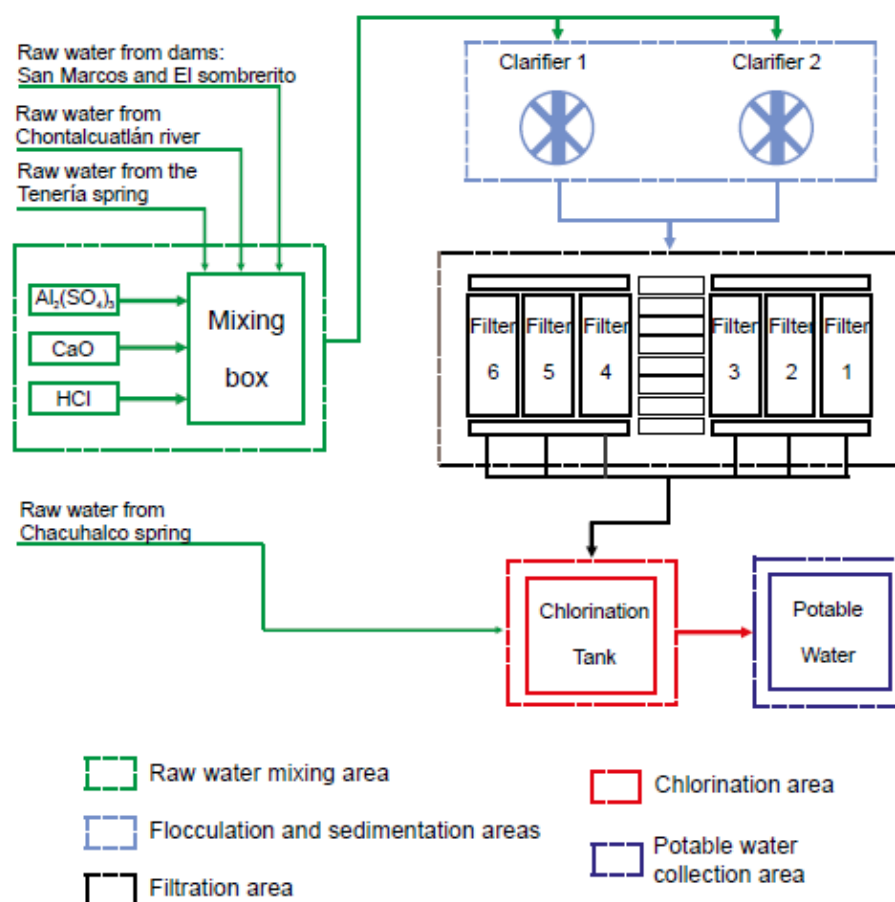 Raw water from dams:
San Marcos and El sombrerito
Raw water from
Chontalcuatlán river
Raw water from the
Tenería spring
Al₂(SO₄)₃
CaO
HCl
Mixing
box
Clarifier 1
Clarifier 2
Filter
6
Filter
5
Filter
4
Filter
3
Filter
2
Filter
1
Raw water from
Chacuhalco spring
Chlorination
Tank
Potable
Water
Raw water mixing area
Flocculation and sedimentation areas
Filtration area
Chlorination area
Potable water
collection area